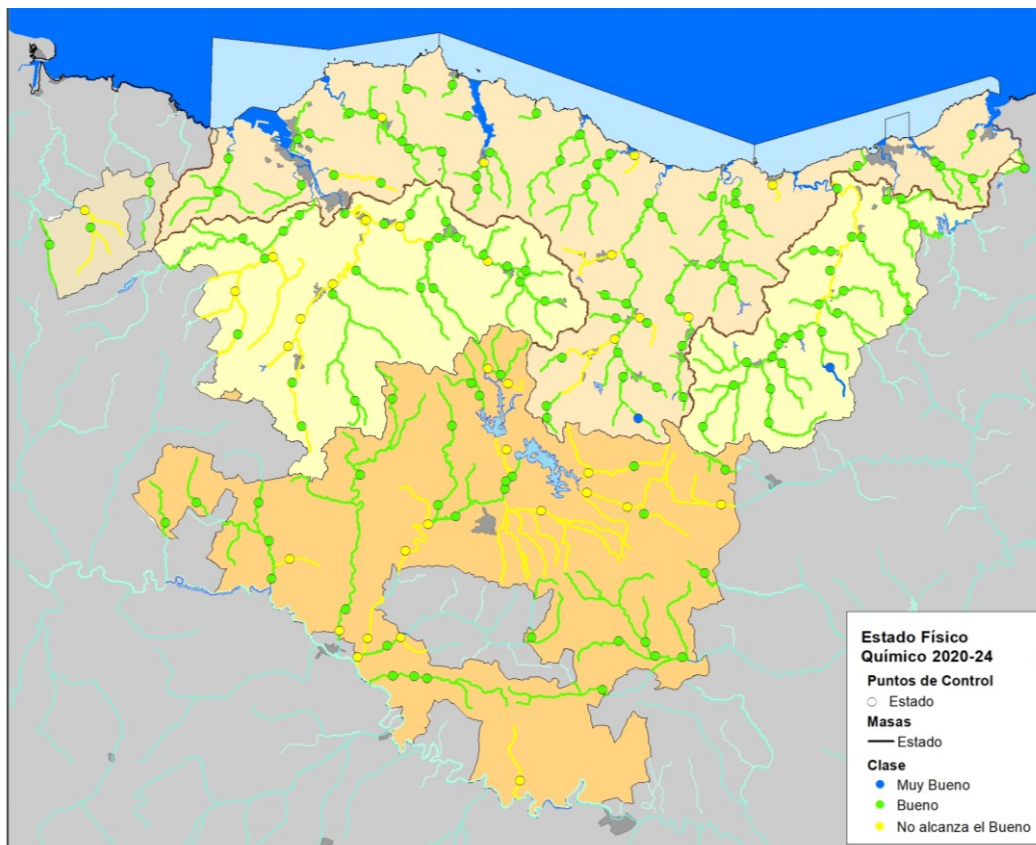 Estado Físico
Químico 2020-24
Puntos de Control
Estado
Masas
Estado
Clase
Muy Bueno
Bueno
No alcanza el Bueno